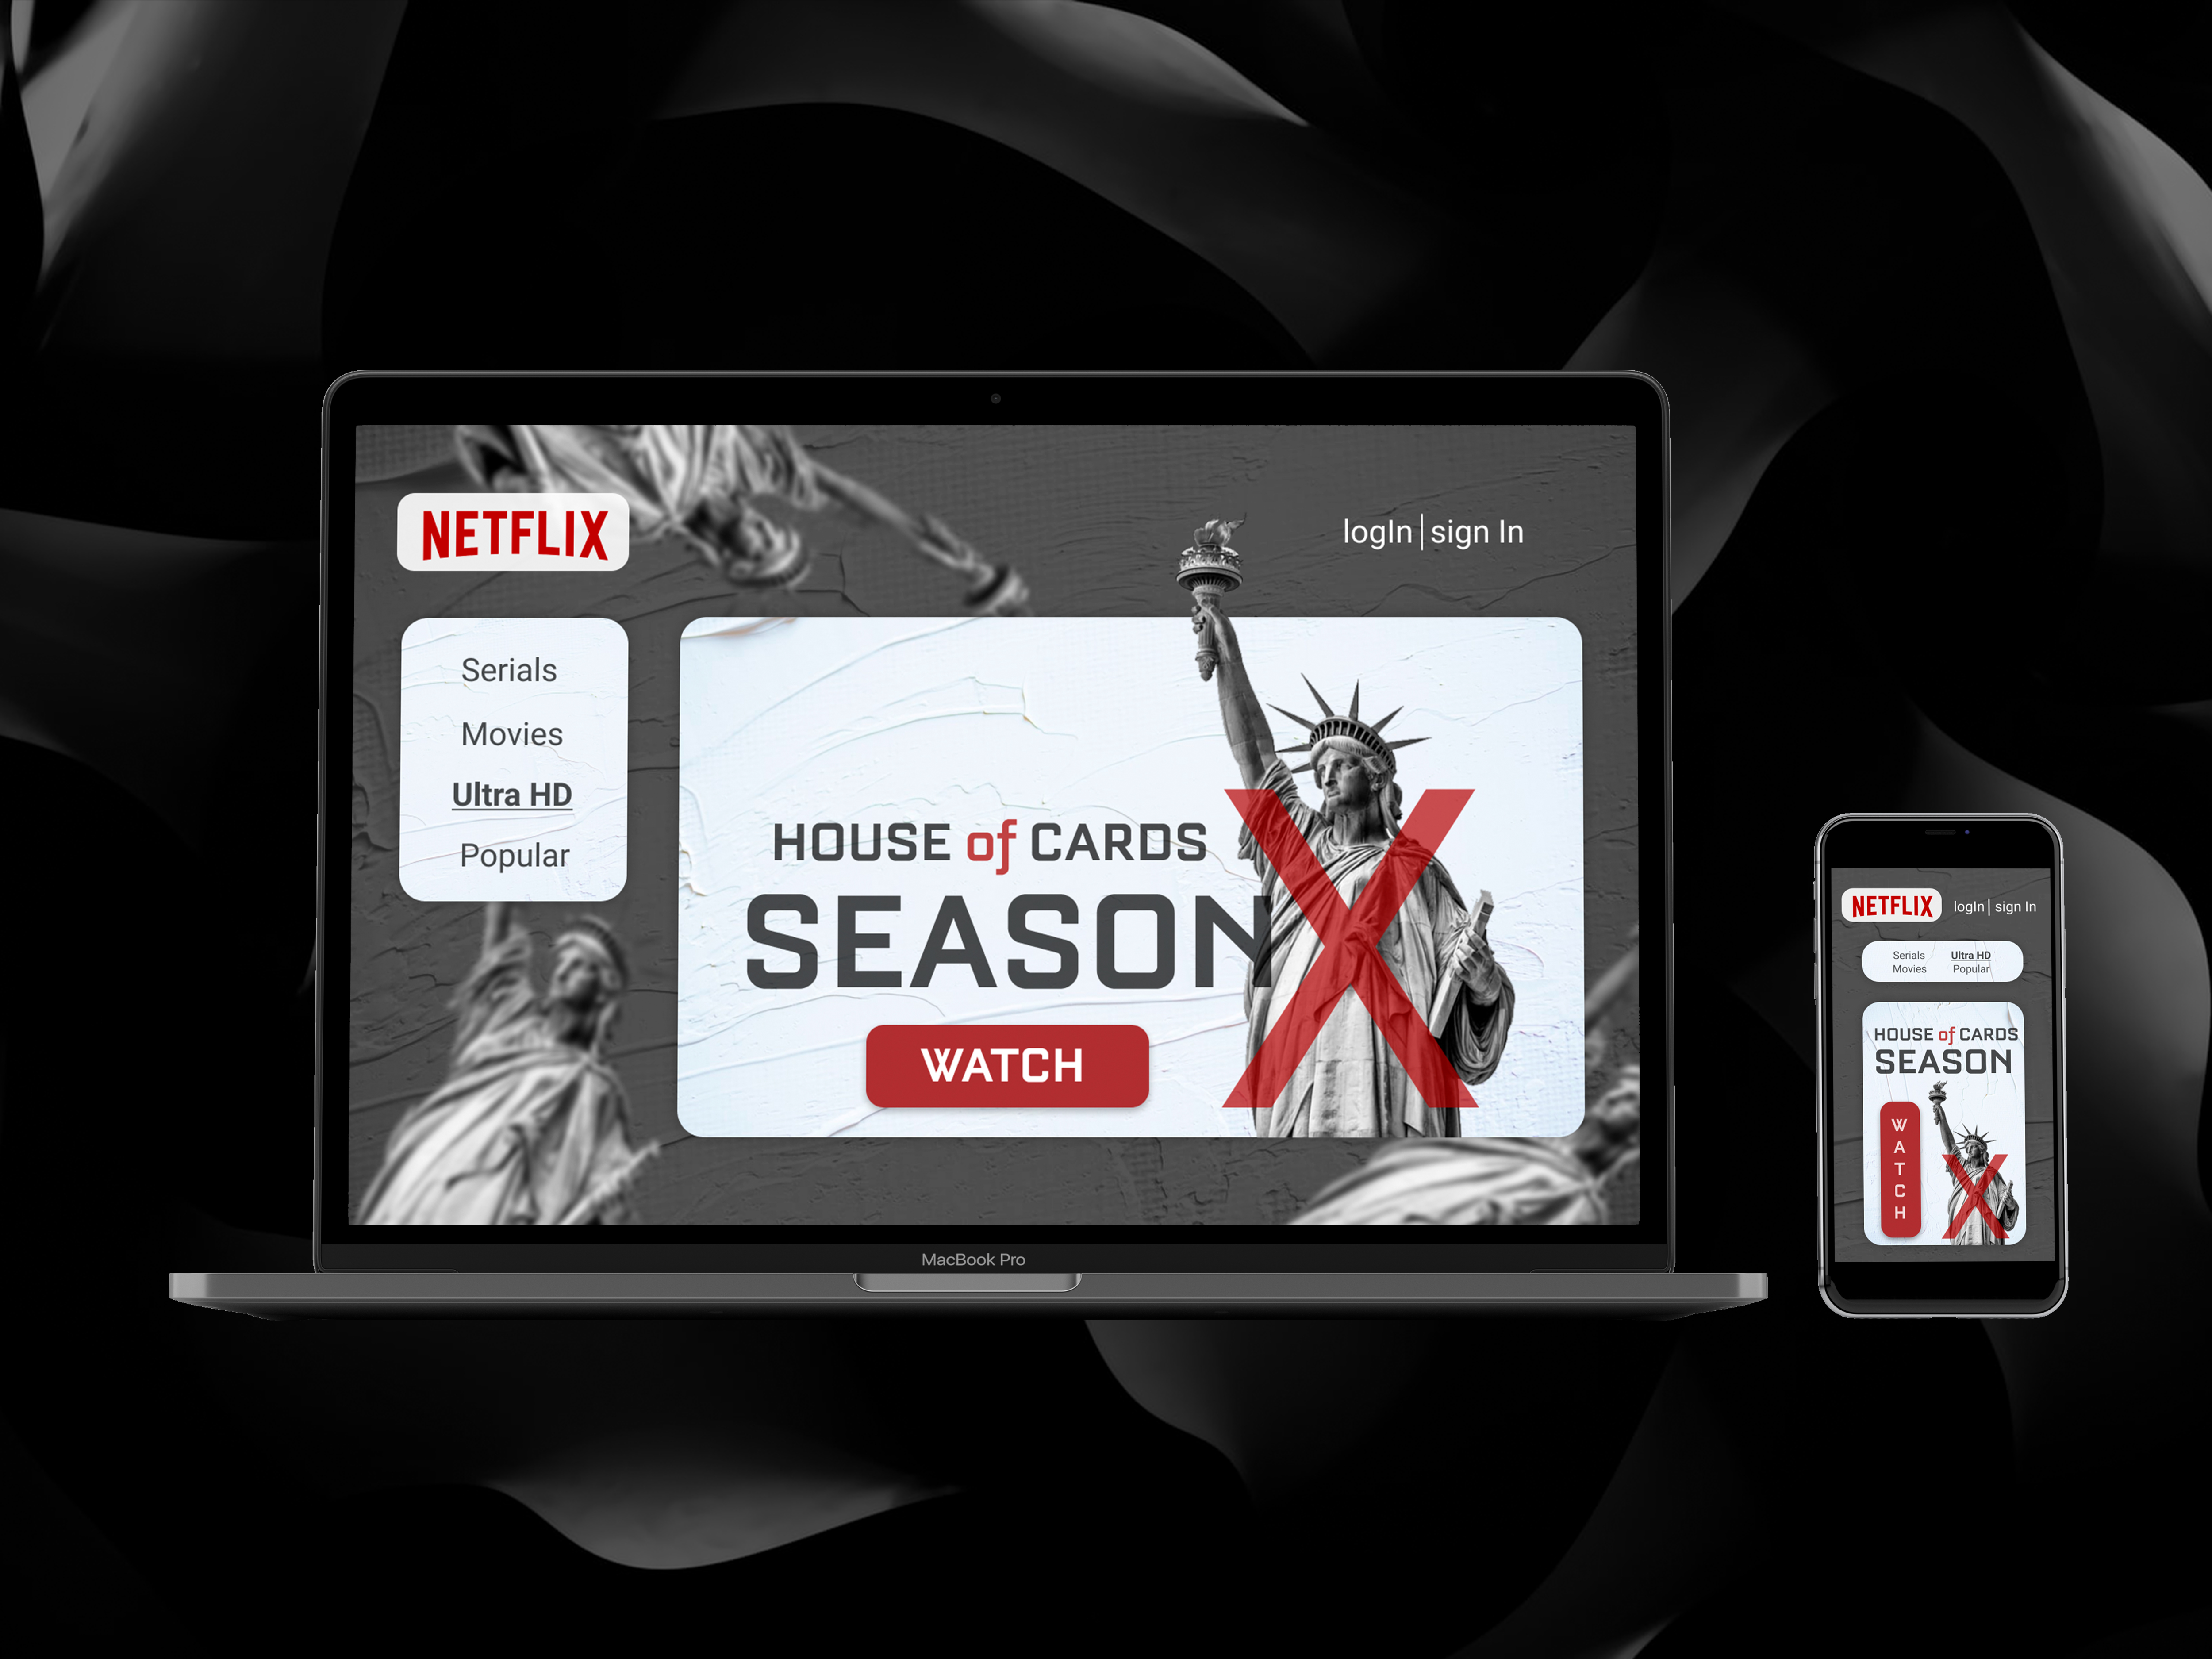 NETFLIX
logIn | sign In
Serials
Movies
Ultra HD
Popular
HOUSE of CARDS
SEASON X
WATCH
MacBook Pro
NETFLIX
logIn | sign In
Serials Ultra HD
Movies Popular
HOUSE of CARDS
SEASON
WATCH
X